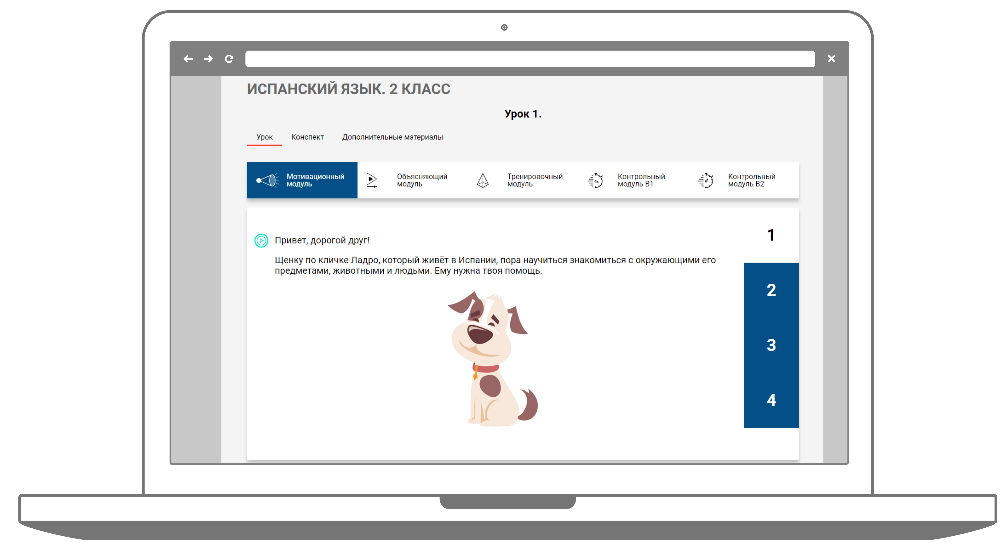 ИСПАНСКИЙ ЯЗЫК. 2 КЛАСС
Урок 1.
Урок Конспект Дополнительные материалы
Мотивационный модуль
Объясняющий модуль
Тренировочный модуль
Контрольный модуль В1
Контрольный модуль В2
Привет, дорогой друг!
Щенку по кличке Ладро, который живёт в Испании, пора научиться знакомиться с окружающими его
предметами, животными и людьми. Ему нужна твоя помощь.
1
2
3
4